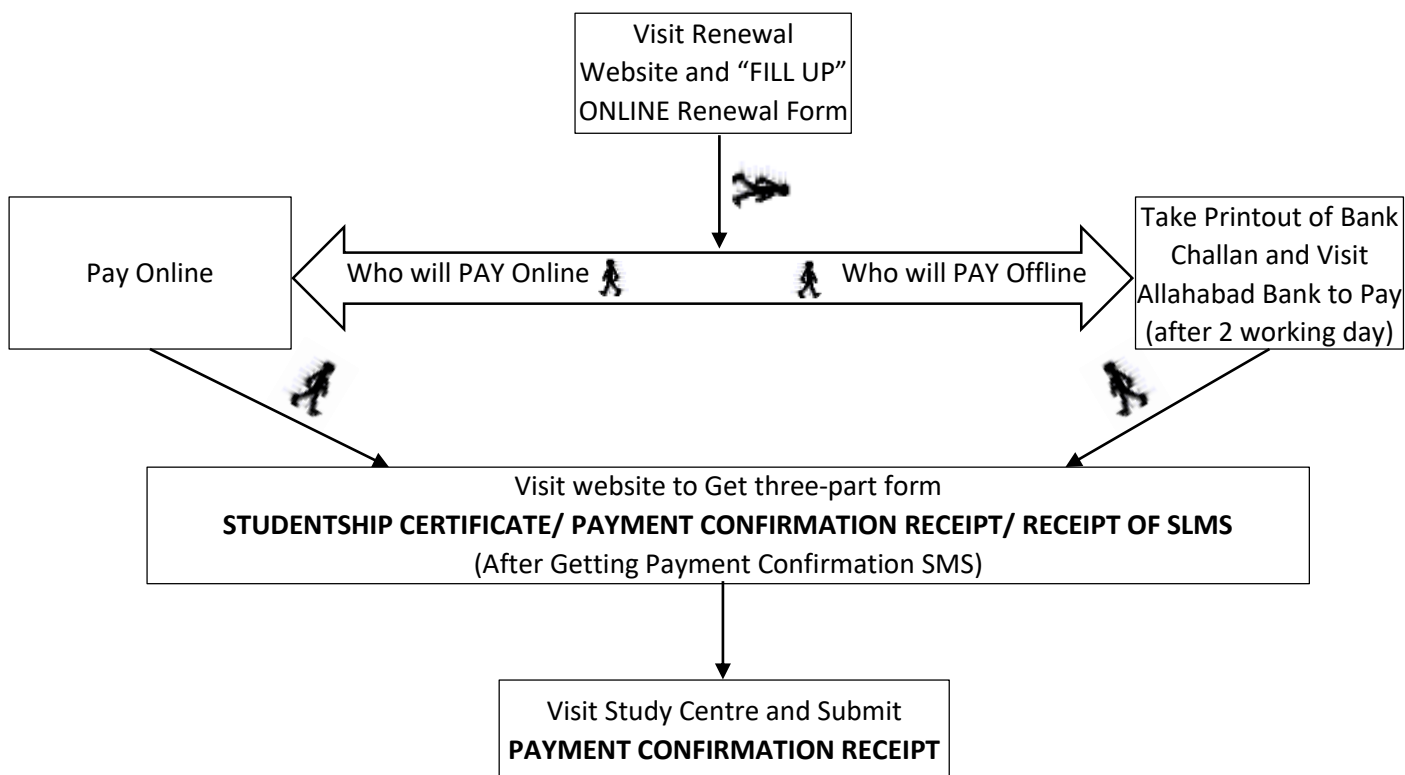 Visit Renewal
Website and “FILL UP”
ONLINE Renewal Form
Pay Online
Who will PAY Online
Who will PAY Offline
Take Printout of Bank
Challan and Visit
Allahabad Bank to Pay
(after 2 working day)
Visit website to Get three-part form
STUDENTSHIP CERTIFICATE/ PAYMENT CONFIRMATION RECEIPT/ RECEIPT OF SLMS
(After Getting Payment Confirmation SMS)
Visit Study Centre and Submit
PAYMENT CONFIRMATION RECEIPT